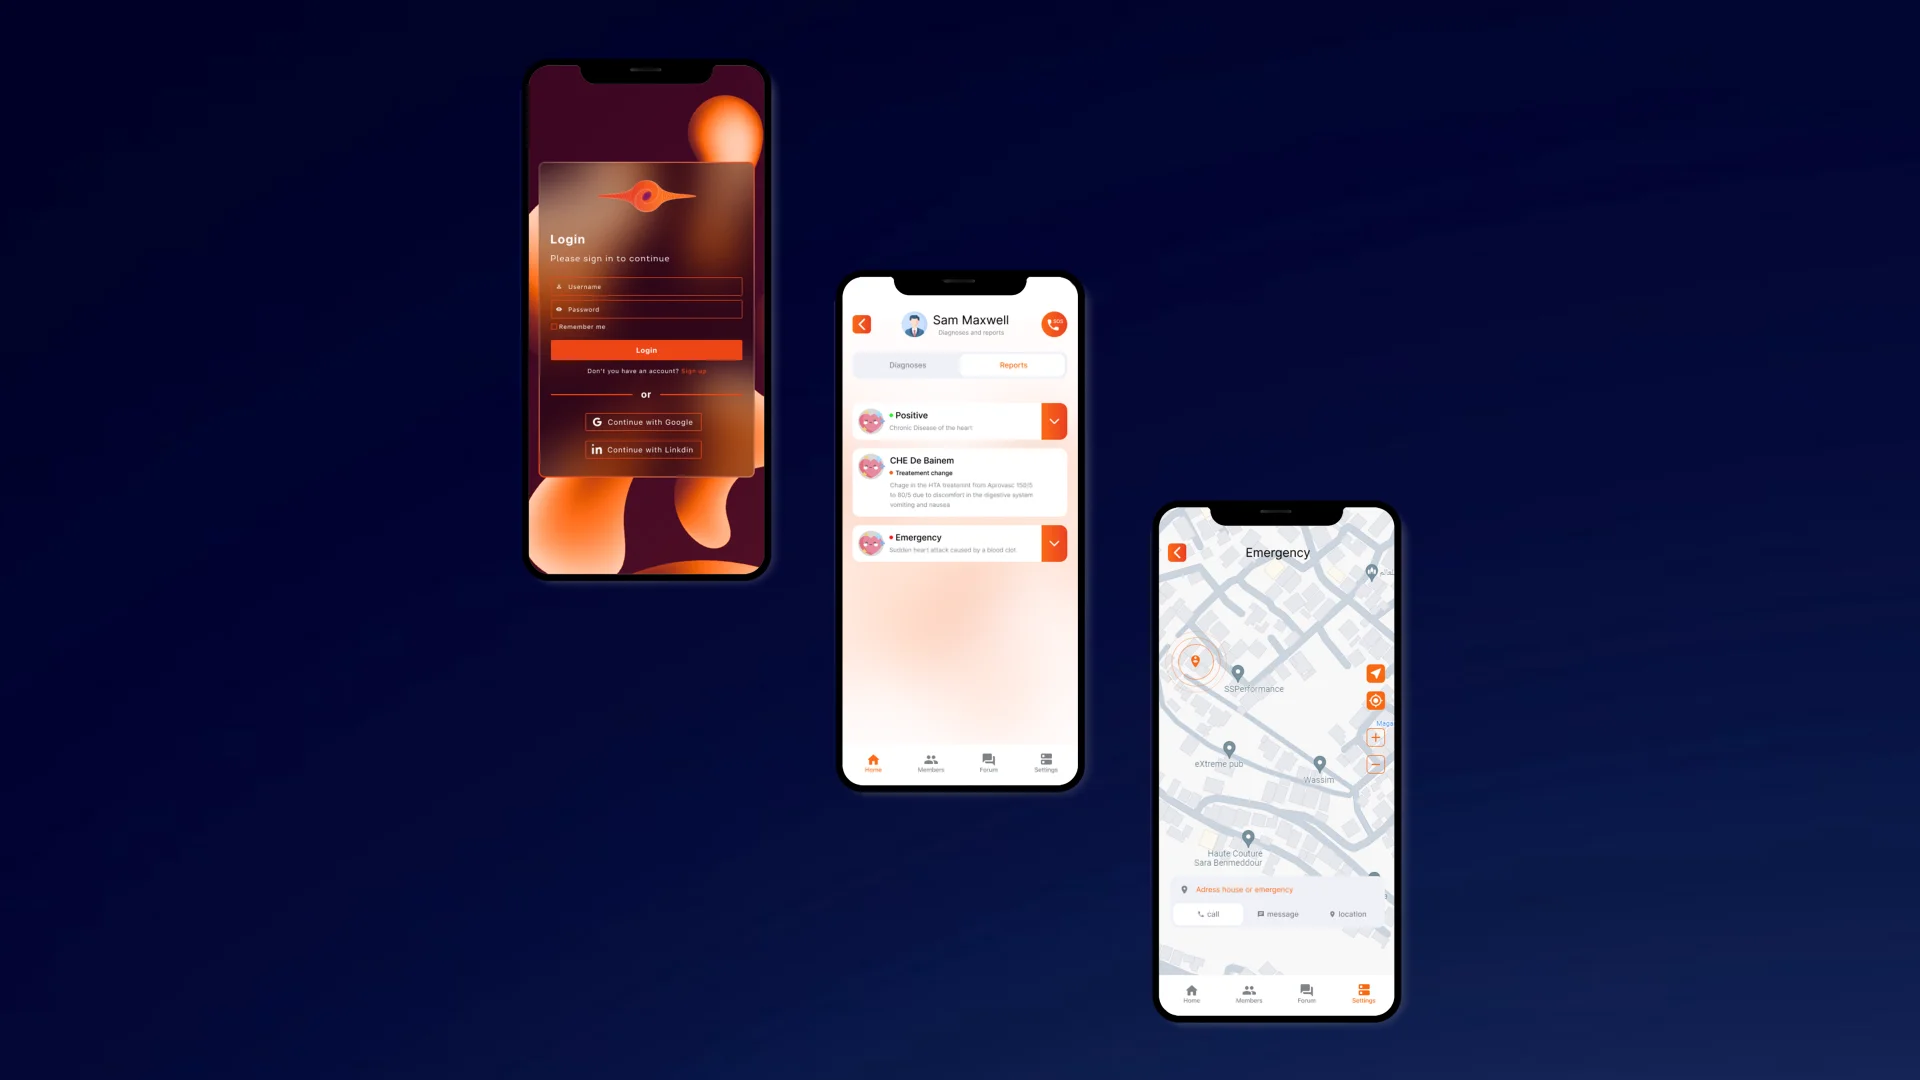 Login
Please sign in to continue
Username
Password
Remember me
Login
Don't you have an account? Sign up
or
Continue with Google
in Continue with Linkdin
Sam Maxwell
Diagnoses and reports
SOS
Diagnoses Reports
Positive
Chronic Disease of the heart
CHE De Bainem
Treatement change
Chage in the HTA treatemnt from Aprovasc 150/5
to 80/5 due to discomfort in the digestive system
vomiting and nausea
Emergency
Sudden heart attack caused by a blood clot
Home Members Forum Settings
Emergency
SSPerformance
Maga
eXtreme pub
Wassim
Haute Couture
Sara Benmeddour
Adress house or emergency
call message location
Home Members Forum Settings